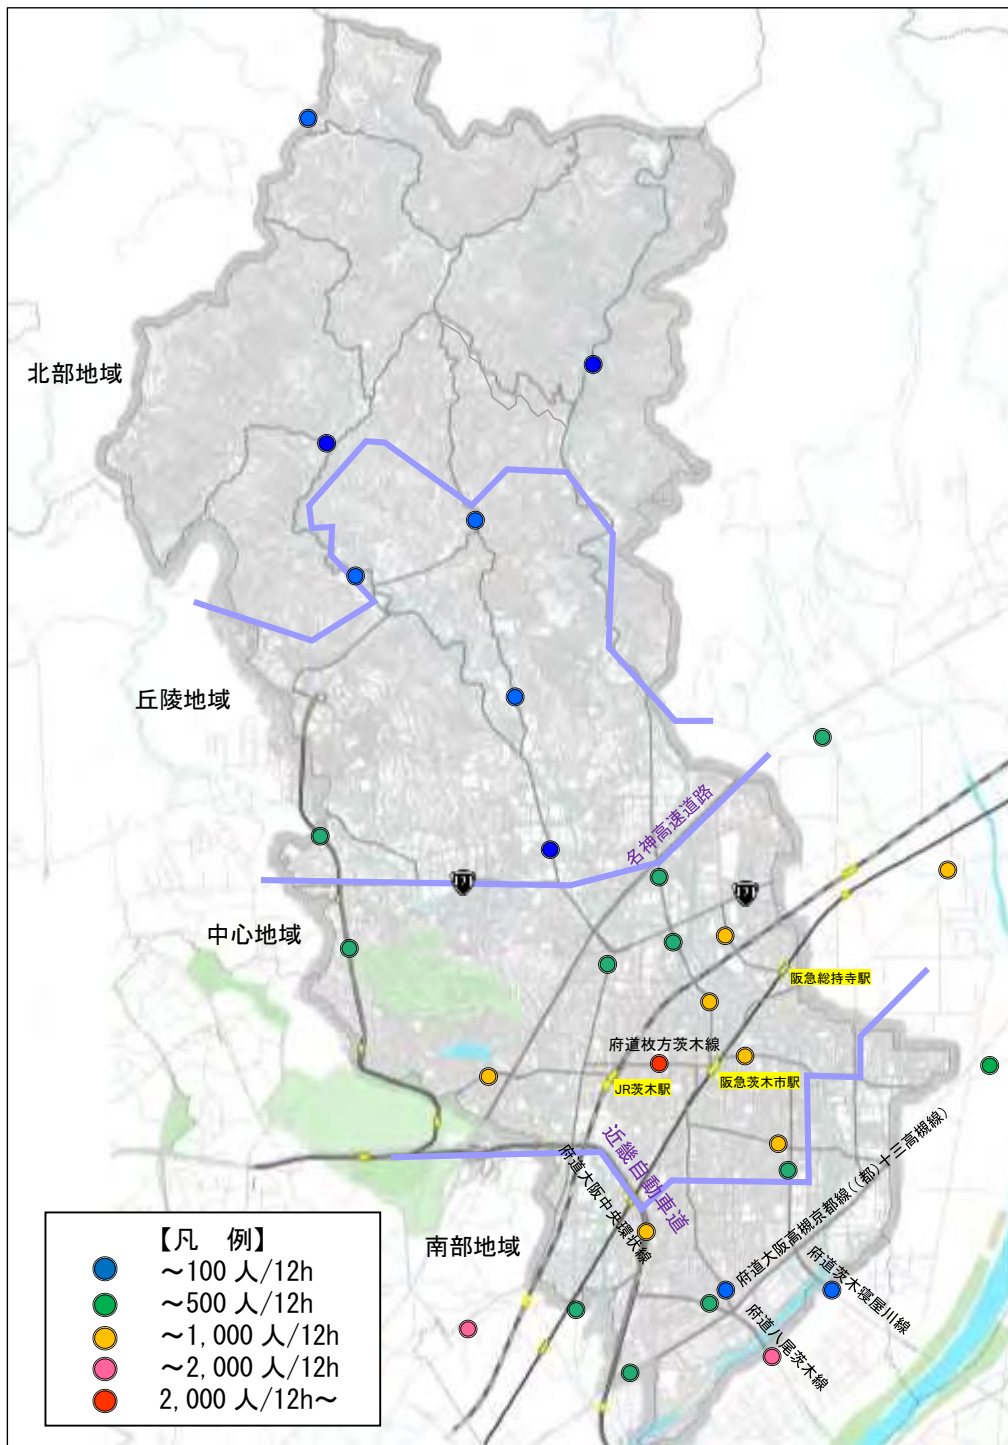 北部地域
丘陵地域
名神高速道路
中心地域
阪急総持寺駅
府道枚方茨木線
JR茨木駅
阪急茨木市駅
近畿自動車道
府道大阪中央環状線
府道大阪高槻京都線((都)十三高槻線)
府道茨木寝屋川線
府道八尾茨木線
南部地域
【凡　例】
～100 人/12h
～500 人/12h
～1,000 人/12h
～2,000 人/12h
2,000 人/12h～